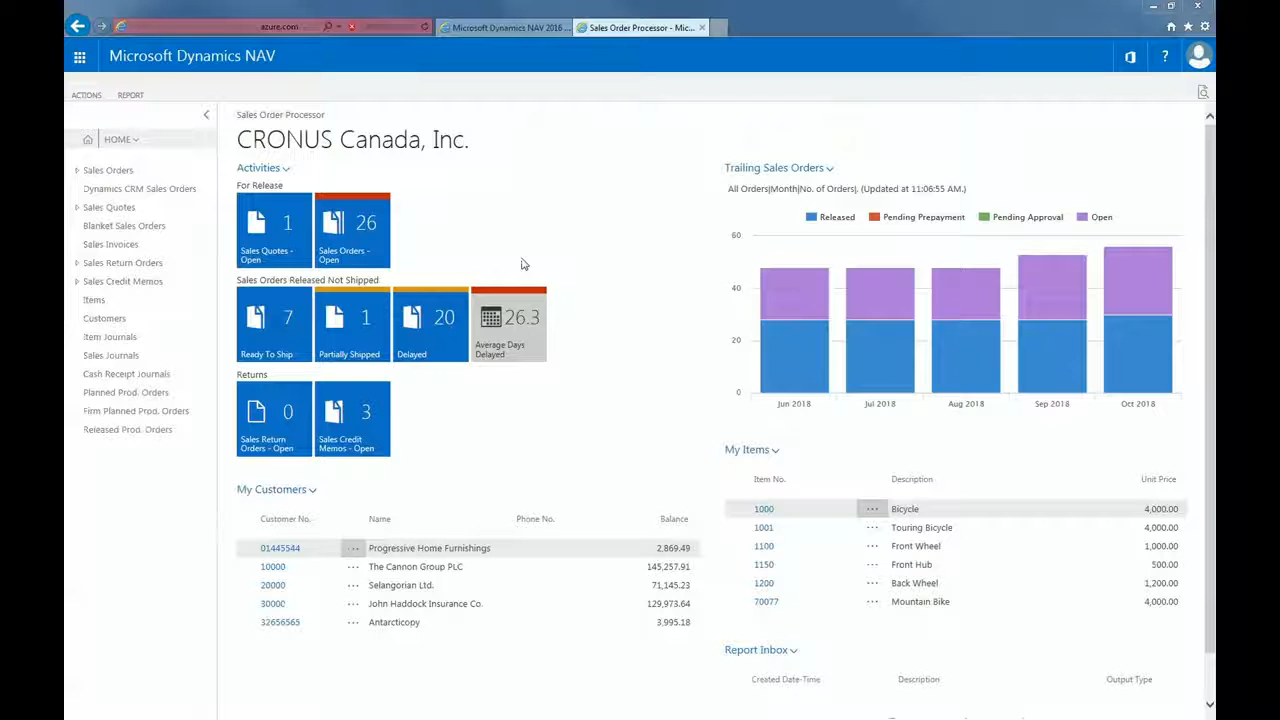 azure.com
Microsoft Dynamics NAV 2016 ...
Sales Order Processor - Mic...
Microsoft Dynamics NAV
?
ACTIONS
REPORT
HOME
Sales Orders
Dynamics CRM Sales Orders
Sales Quotes
Blanket Sales Orders
Sales Invoices
Sales Return Orders
Sales Credit Memos
Items
Customers
Item Journals
Sales Journals
Cash Receipt Journals
Planned Prod. Orders
Firm Planned Prod. Orders
Released Prod. Orders
Sales Order Processor
CRONUS Canada, Inc.
Activities
For Release
1
Sales Quotes -
Open
26
Sales Orders -
Open
Sales Orders Released Not Shipped
7
Ready To Ship
1
Partially Shipped
20
Delayed
26.3
Average Days
Delayed
Returns
0
Sales Return
Orders - Open
3
Sales Credit
Memos - Open
My Customers
Customer No. Name Phone No. Balance
01445544 ... Progressive Home Furnishings 2,869.49
10000 ... The Cannon Group PLC 145,257.91
20000 ... Selangorian Ltd. 71,145.23
30000 ... John Haddock Insurance Co. 129,973.64
32656565 ... Antarcticopy 3,995.18
Trailing Sales Orders
All Orders|Month|No. of Orders|. (Updated at 11:06:55 AM.)
Released Pending Prepayment Pending Approval Open
60
40
20
0
Jun 2018 Jul 2018 Aug 2018 Sep 2018 Oct 2018
My Items
Item No. Description Unit Price
1000 ... Bicycle 4,000.00
1001 ... Touring Bicycle 4,000.00
1100 ... Front Wheel 1,000.00
1150 ... Front Hub 500.00
1200 ... Back Wheel 1,200.00
70077 ... Mountain Bike 4,000.00
Report Inbox
Created Date-Time Description Output Type